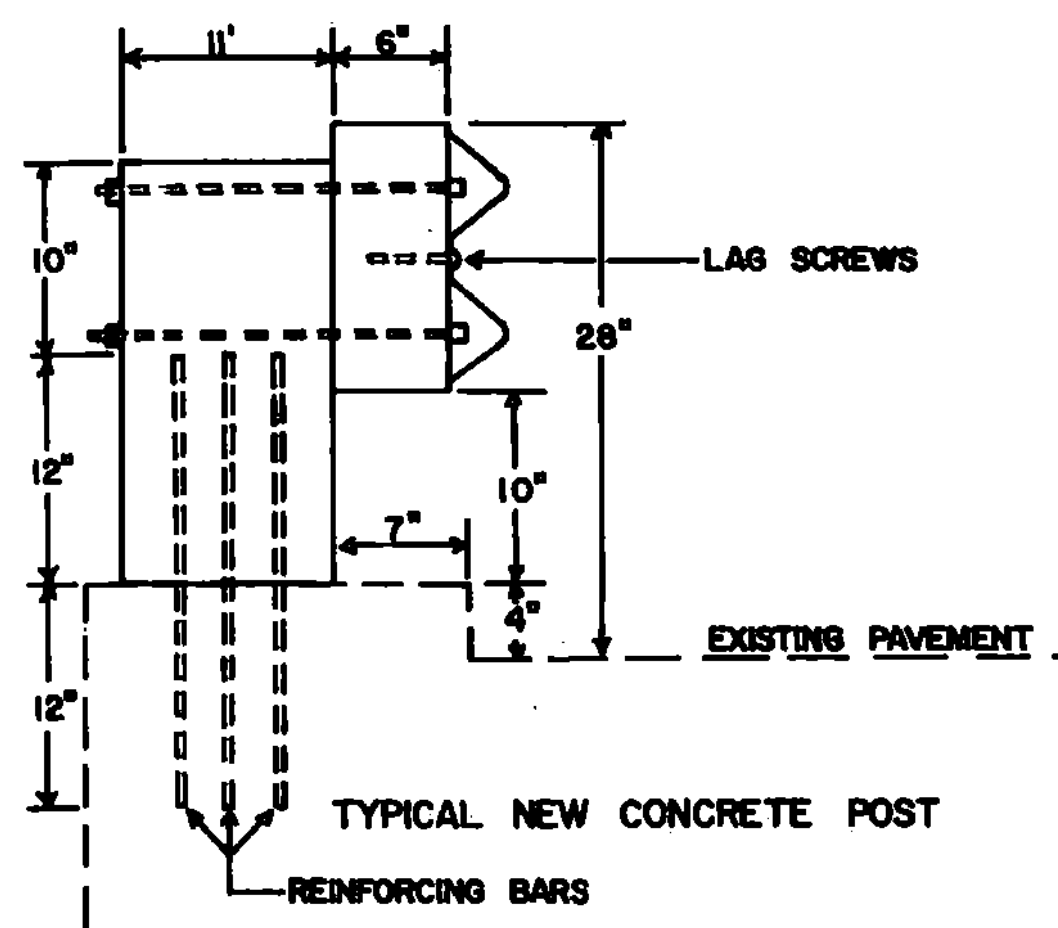 11'
6"
10"
LAG SCREWS
28"
12"
10"
7"
4"
EXISTING PAVEMENT
12"
TYPICAL NEW CONCRETE POST
REINFORCING BARS